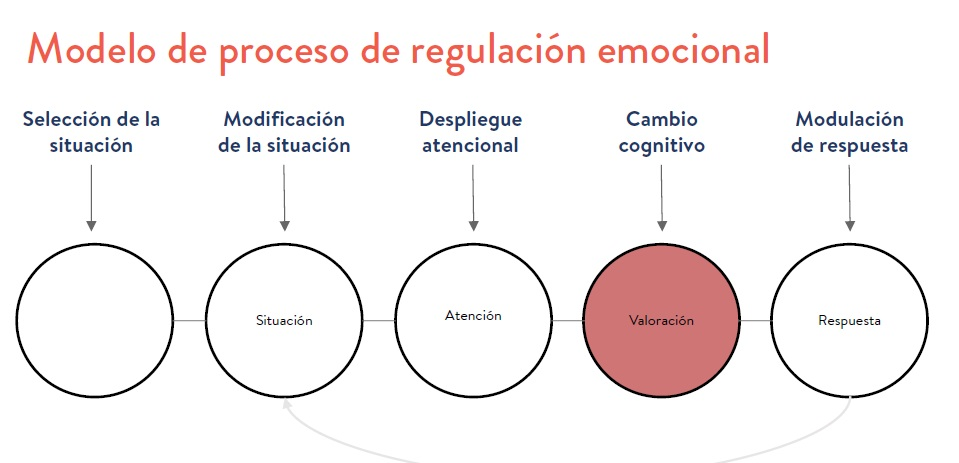 Modelo de proceso de regulación emocional
Selección de la
situación
Modificación
de la situación
Despliegue
atencional
Cambio
cognitivo
Modulación
de respuesta
Situación
Atención
Valoración
Respuesta